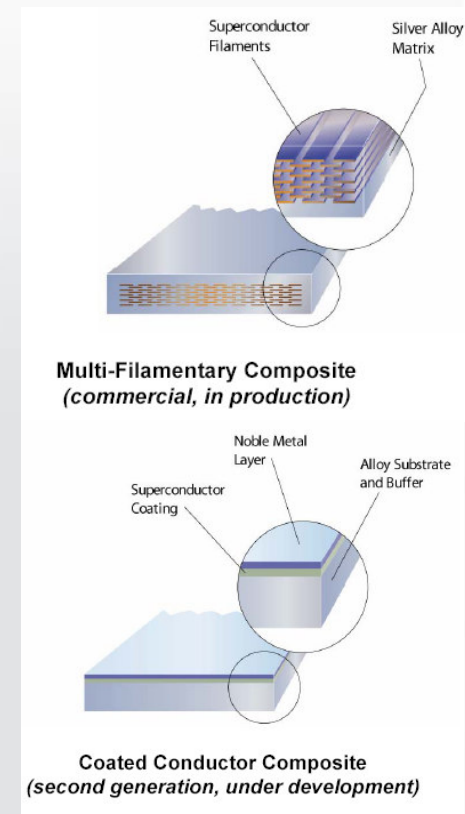 Superconductor
Filaments
Silver Alloy
Matrix
Multi-Filamentary Composite
(commercial, in production)
Noble Metal
Layer
Alloy Substrate
and Buffer
Superconductor
Coating
Coated Conductor Composite
(second generation, under development)